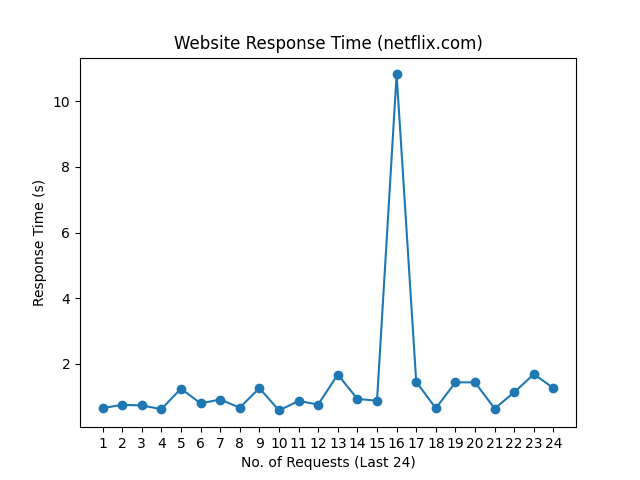 Website Response Time (netflix.com)
10
8
6
4
2
Response Time (s)
1 2 3 4 5 6 7 8 9 10 11 12 13 14 15 16 17 18 19 20 21 22 23 24
No. of Requests (Last 24)